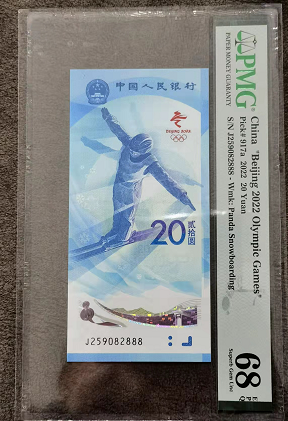 中国人民银行
BEIJING 2022
20
贰拾圆
J259082888
PMG
PAPER MONEY GUARANTY
China "Beijing 2022 Olympic Games"
Pick# 917a 2022 20 Yuan
S/N J259082888 - Wmk: Panda Snowboarding
68
Superb Gem Unc